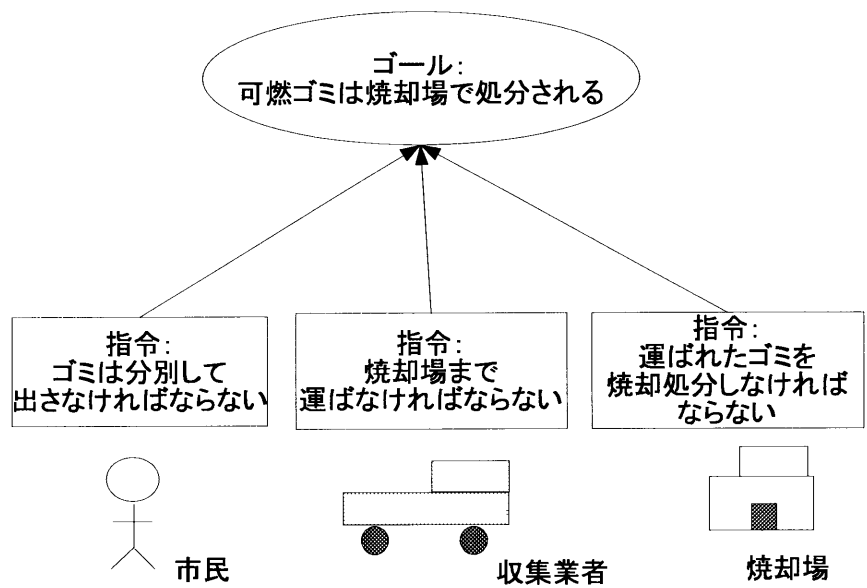 ゴール:
可燃ゴミは焼却場で処分される
指令:
ゴミは分別して
出さなければならない
指令:
焼却場まで
運ばなければならない
指令:
運ばれたゴミを
焼却処分しなければ
ならない
市民
収集業者
焼却場